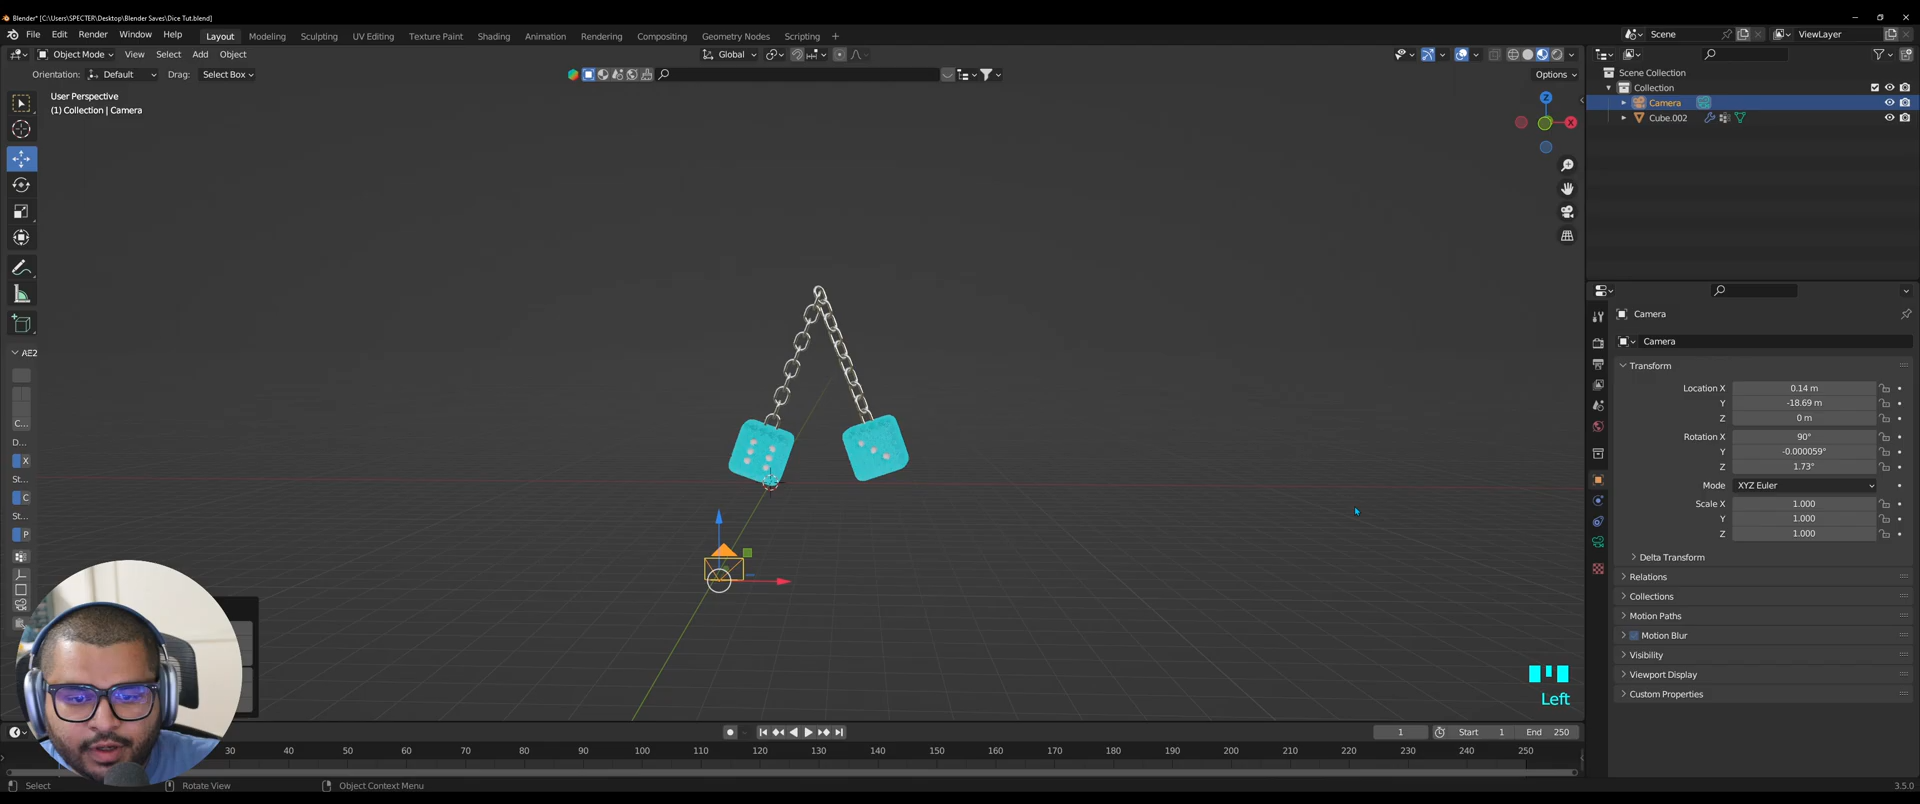 Blender* [C:\Users\SPECTER\Desktop\Blender Saves\Dice Tut.blend]
File Edit Render Window Help Layout Modeling Sculpting UV Editing Texture Paint Shading Animation Rendering Geometry Nodes Compositing Scripting + Scene ViewLayer
Object Mode View Select Add Object Global
Orientation: Default Drag: Select Box Options
User Perspective
(1) Collection | Camera
Z
X
Scene Collection
Collection
Camera
Cube.002
Camera
Camera
Transform
Location X 0.14 m
Y -18.69 m
Z 0 m
Rotation X 90°
Y -0.000059°
Z 1.73°
Mode XYZ Euler
Scale X 1.000
Y 1.000
Z 1.000
Delta Transform
Relations
Collections
Motion Paths
Motion Blur
Visibility
Viewport Display
Custom Properties
AE2
C...
D...
X
St...
C
St...
P
Left
1 Start 1 End 250
30 40 50 60 70 80 90 100 110 120 130 140 150 160 170 180 190 200 210 220 230 240 250
Select Rotate View Object Context Menu 3.5.0